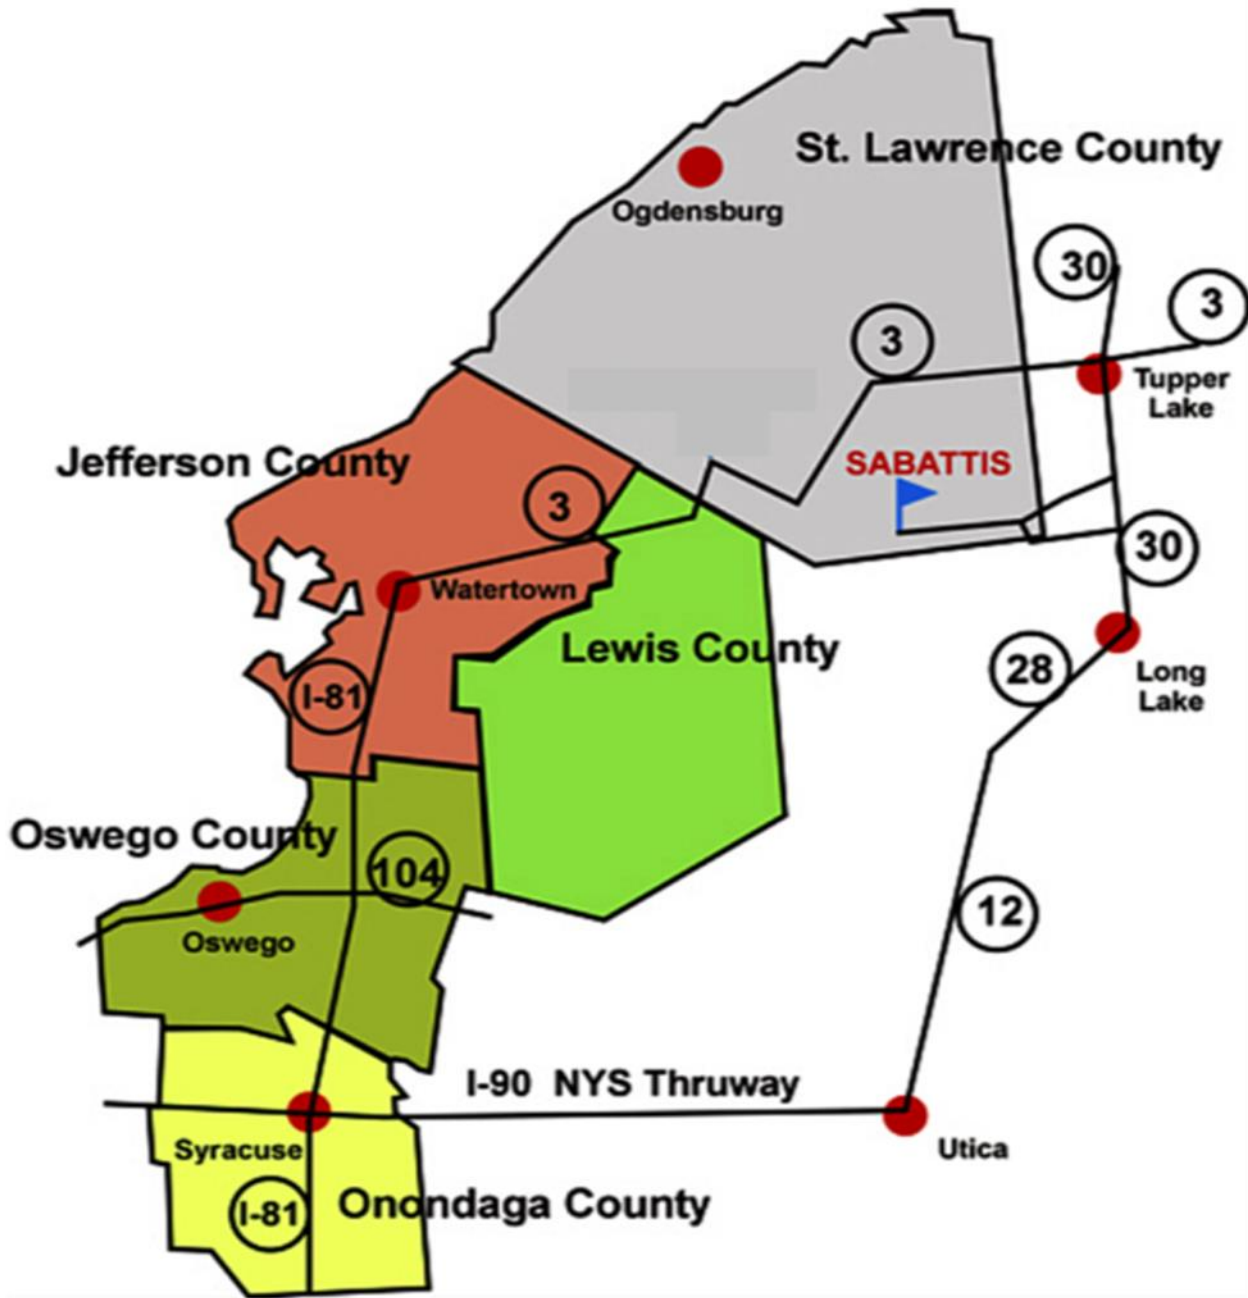 St. Lawrence County
Ogdensburg
30
3
3
Tupper
Lake
Jefferson County
SABATTIS
3
30
Watertown
Lewis County
28
Long
Lake
I-81
Oswego County
104
12
Oswego
I-90 NYS Thruway
Syracuse
Utica
I-81
Onondaga County